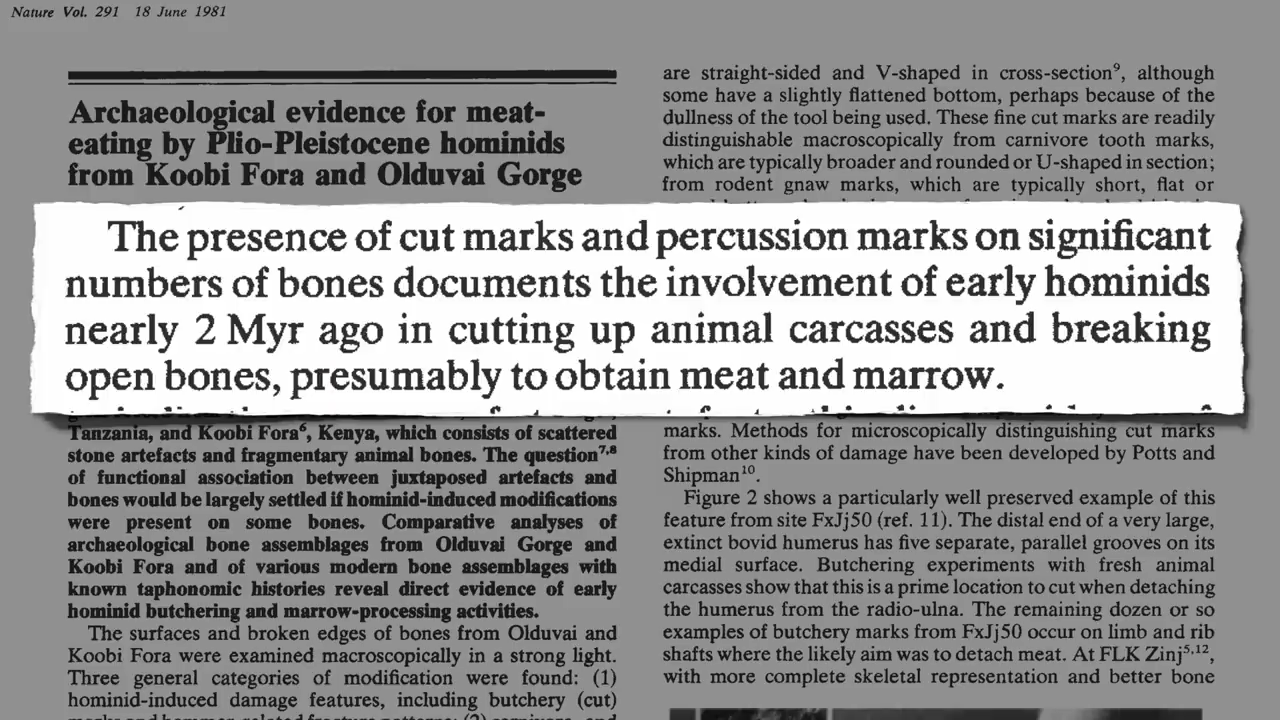 Nature Vol. 291 18 June 1981
Archaeological evidence for meat-
eating by Plio-Pleistocene hominids
from Koobi Fora and Olduvai Gorge
are straight-sided and V-shaped in cross-section⁹, although
some have a slightly flattened bottom, perhaps because of the
dullness of the tool being used. These fine cut marks are readily
distinguishable macroscopically from carnivore tooth marks,
which are typically broader and rounded or U-shaped in section;
from rodent gnaw marks, which are typically short, flat or
The presence of cut marks and percussion marks on significant
numbers of bones documents the involvement of early hominids
nearly 2 Myr ago in cutting up animal carcasses and breaking
open bones, presumably to obtain meat and marrow.
Tanzania, and Koobi Fora⁶, Kenya, which consists of scattered
stone artefacts and fragmentary animal bones. The question⁷,⁸
of functional association between juxtaposed artefacts and
bones would be largely settled if hominid-induced modifications
were present on some bones. Comparative analyses of
archaeological bone assemblages from Olduvai Gorge and
Koobi Fora and of various modern bone assemblages with
known taphonomic histories reveal direct evidence of early
hominid butchering and marrow-processing activities.
The surfaces and broken edges of bones from Olduvai and
Koobi Fora were examined macroscopically in a strong light.
Three general categories of modification were found: (1)
hominid-induced damage features, including butchery (cut)
marks. Methods for microscopically distinguishing cut marks
from other kinds of damage have been developed by Potts and
Shipman¹⁰.
Figure 2 shows a particularly well preserved example of this
feature from site FxJj50 (ref. 11). The distal end of a very large,
extinct bovid humerus has five separate, parallel grooves on its
medial surface. Butchering experiments with fresh animal
carcasses show that this is a prime location to cut when detaching
the humerus from the radio-ulna. The remaining dozen or so
examples of butchery marks from FxJj50 occur on limb and rib
shafts where the likely aim was to detach meat. At FLK Zinj⁵,¹²,
with more complete skeletal representation and better bone